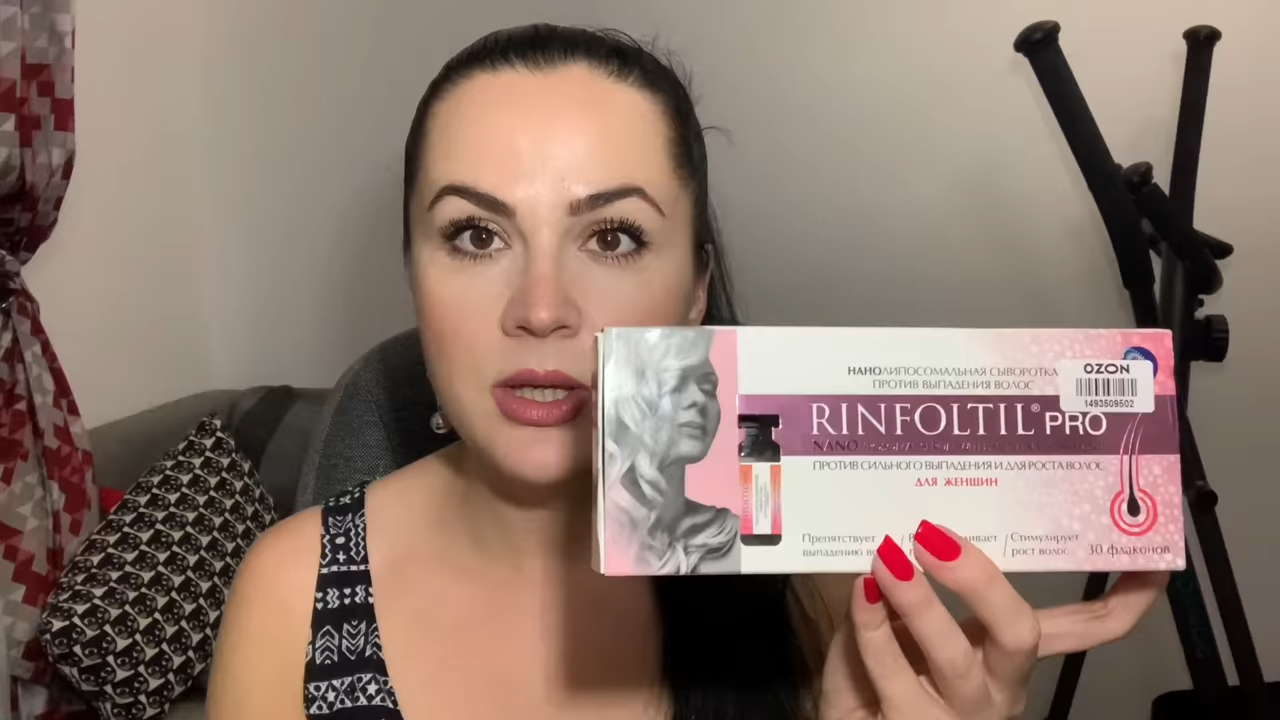 НАНОЛИПОСОМАЛЬНАЯ СЫВОРОТКА
ПРОТИВ ВЫПАДЕНИЯ ВОЛОС
OZON
1493509502
RINFOLTIL® PRO
NANO
ПРОТИВ СИЛЬНОГО ВЫПАДЕНИЯ И ДЛЯ РОСТА ВОЛОС
ДЛЯ ЖЕНЩИН
Препятствует / / Стимулирует
выпадению рост волос
30 флаконов